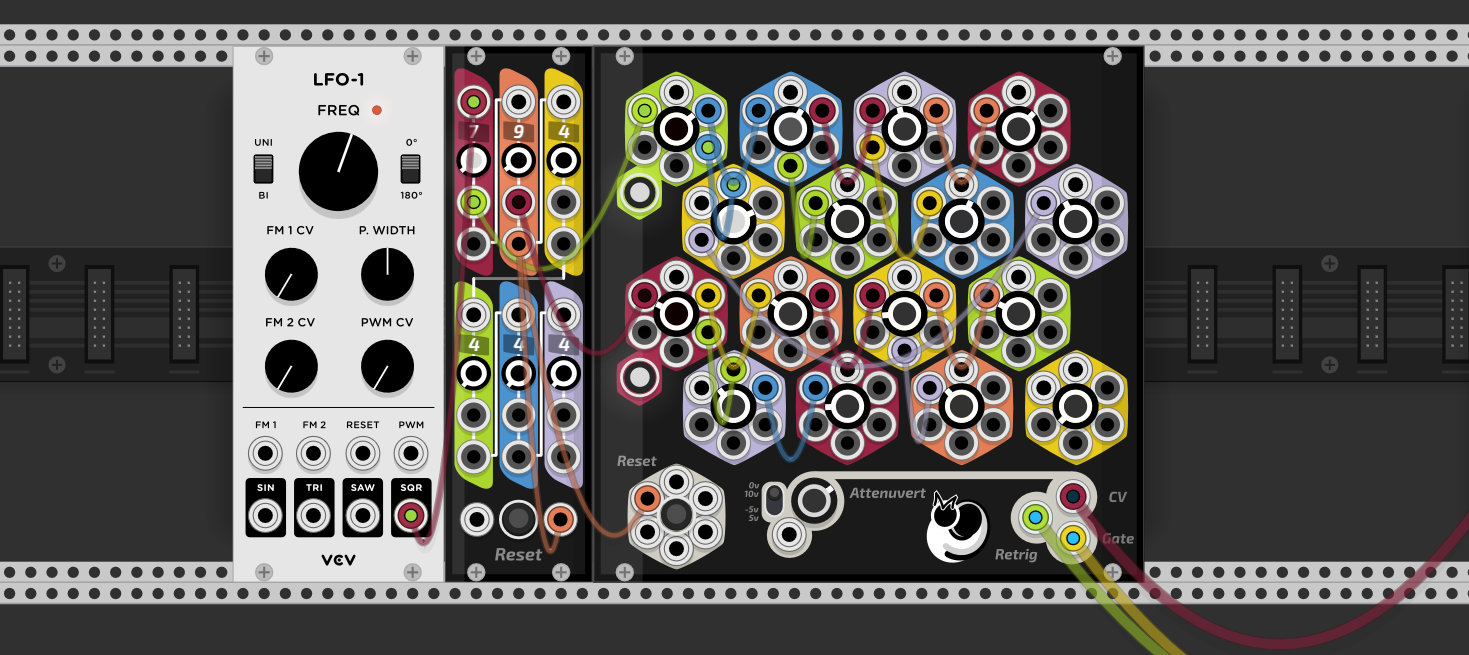 LFO-1
FREQ
UNI 0°
BI 180°
FM 1 CV P. WIDTH
FM 2 CV PWM CV
FM 1 FM 2 RESET PWM
SIN TRI SAW SQR
VCV
7 9 4
4 4 4
Reset
Reset
0v
10v
-5v
5v
Attenuvert
CV
Gate
Retrig